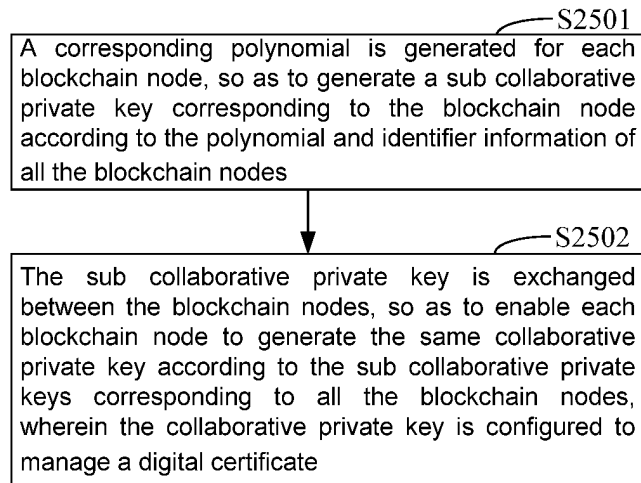 S2501
A corresponding polynomial is generated for each
blockchain node, so as to generate a sub collaborative
private key corresponding to the blockchain node
according to the polynomial and identifier information of
all the blockchain nodes
S2502
The sub collaborative private key is exchanged
between the blockchain nodes, so as to enable each
blockchain node to generate the same collaborative
private key according to the sub collaborative private
keys corresponding to all the blockchain nodes,
wherein the collaborative private key is configured to
manage a digital certificate